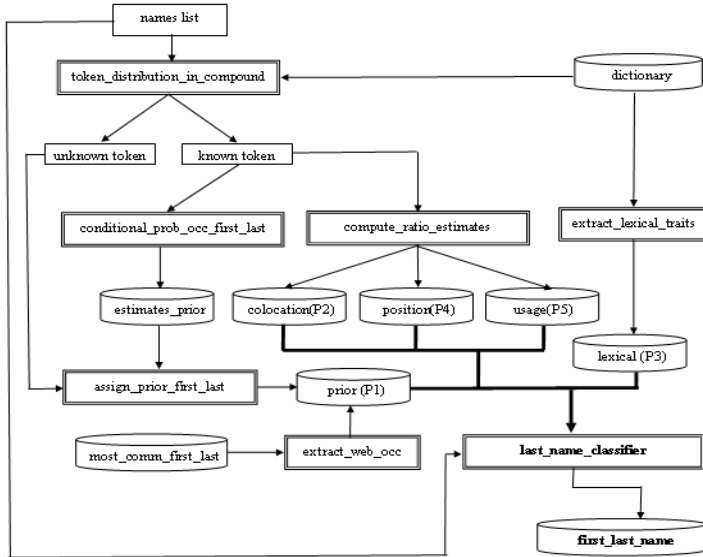 names list
token_distribution_in_compound
dictionary
unknown token
known token
conditional_prob_occ_first_last
compute_ratio_estimates
extract_lexical_traits
estimates_prior
colocation(P2)
position(P4)
usage(P5)
lexical (P3)
assign_prior_first_last
prior (P1)
most_comm_first_last
extract_web_occ
last_name_classifier
first_last_name